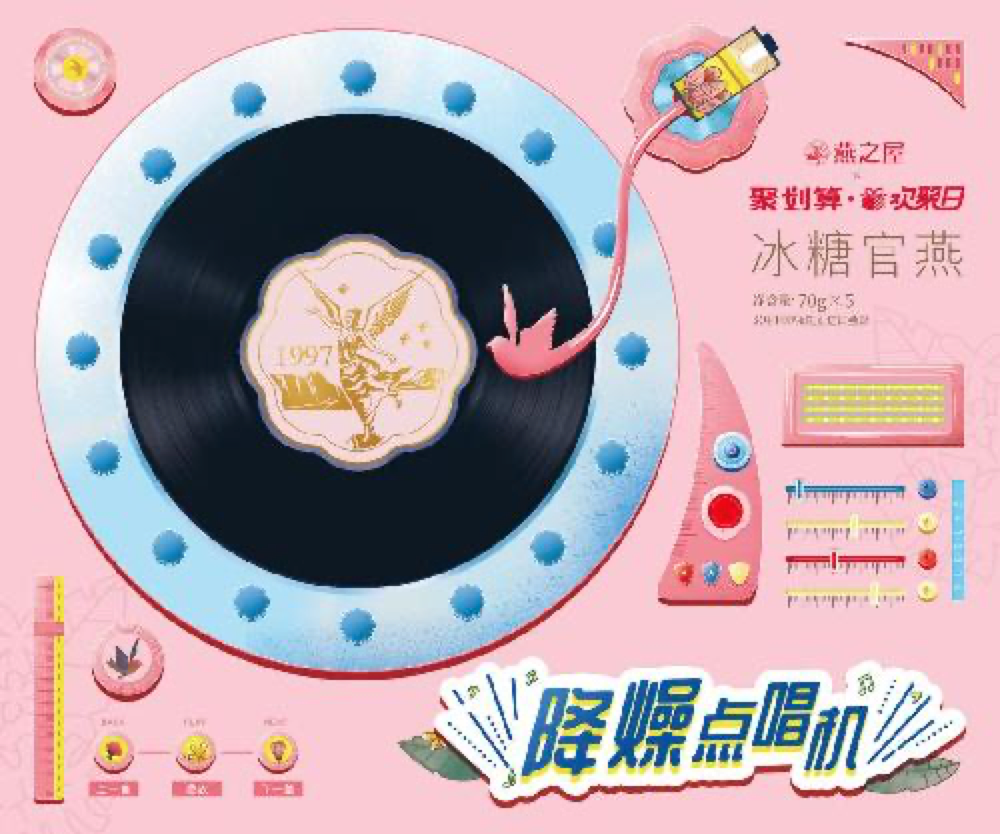 燕之屋
×
聚划算·欢聚日
冰糖官燕
净含量: 70g×5
1997
BACK PLAY NEXT
上一首 播放 下一首
降燥点唱机